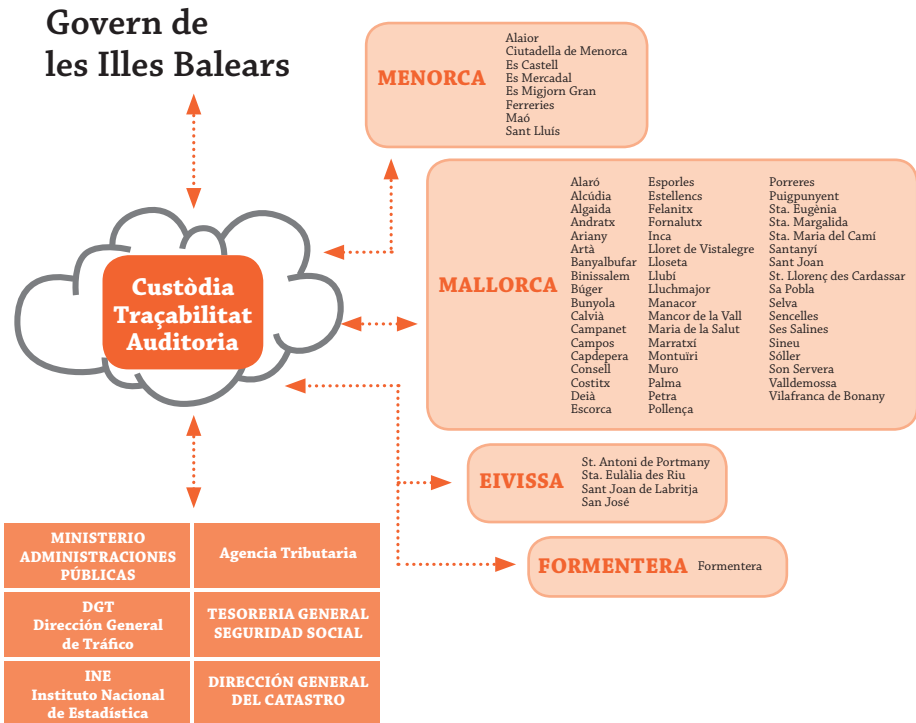 Govern de
les Illes Balears
MENORCA
Alaior
Ciutadella de Menorca
Es Castell
Es Mercadal
Es Migjorn Gran
Ferreries
Maó
Sant Lluís
Custòdia
Traçabilitat
Auditoria
MALLORCA
Alaró
Alcúdia
Algaida
Andratx
Ariany
Artà
Banyalbufar
Binissalem
Búger
Bunyola
Calvià
Campanet
Campos
Capdepera
Consell
Costitx
Deià
Escorca
Esporles
Estellencs
Felanitx
Fornalutx
Inca
Lloret de Vistalegre
Lloseta
Llubí
Lluchmajor
Manacor
Mancor de la Vall
Maria de la Salut
Marratxí
Montuïri
Muro
Palma
Petra
Pollença
Porreres
Puigpunyent
Sta. Eugènia
Sta. Margalida
Sta. Maria del Camí
Santanyí
Sant Joan
St. Llorenç des Cardassar
Sa Pobla
Selva
Sencelles
Ses Salines
Sineu
Sóller
Son Servera
Valldemossa
Vilafranca de Bonany
EIVISSA
St. Antoni de Portmany
Sta. Eulàlia des Riu
Sant Joan de Labritja
San José
FORMENTERA Formentera
MINISTERIO
ADMINISTRACIONES
PÚBLICAS
Agencia Tributaria
DGT
Dirección General
de Tráfico
TESORERIA GENERAL
SEGURIDAD SOCIAL
INE
Instituto Nacional
de Estadística
DIRECCIÓN GENERAL
DEL CATASTRO